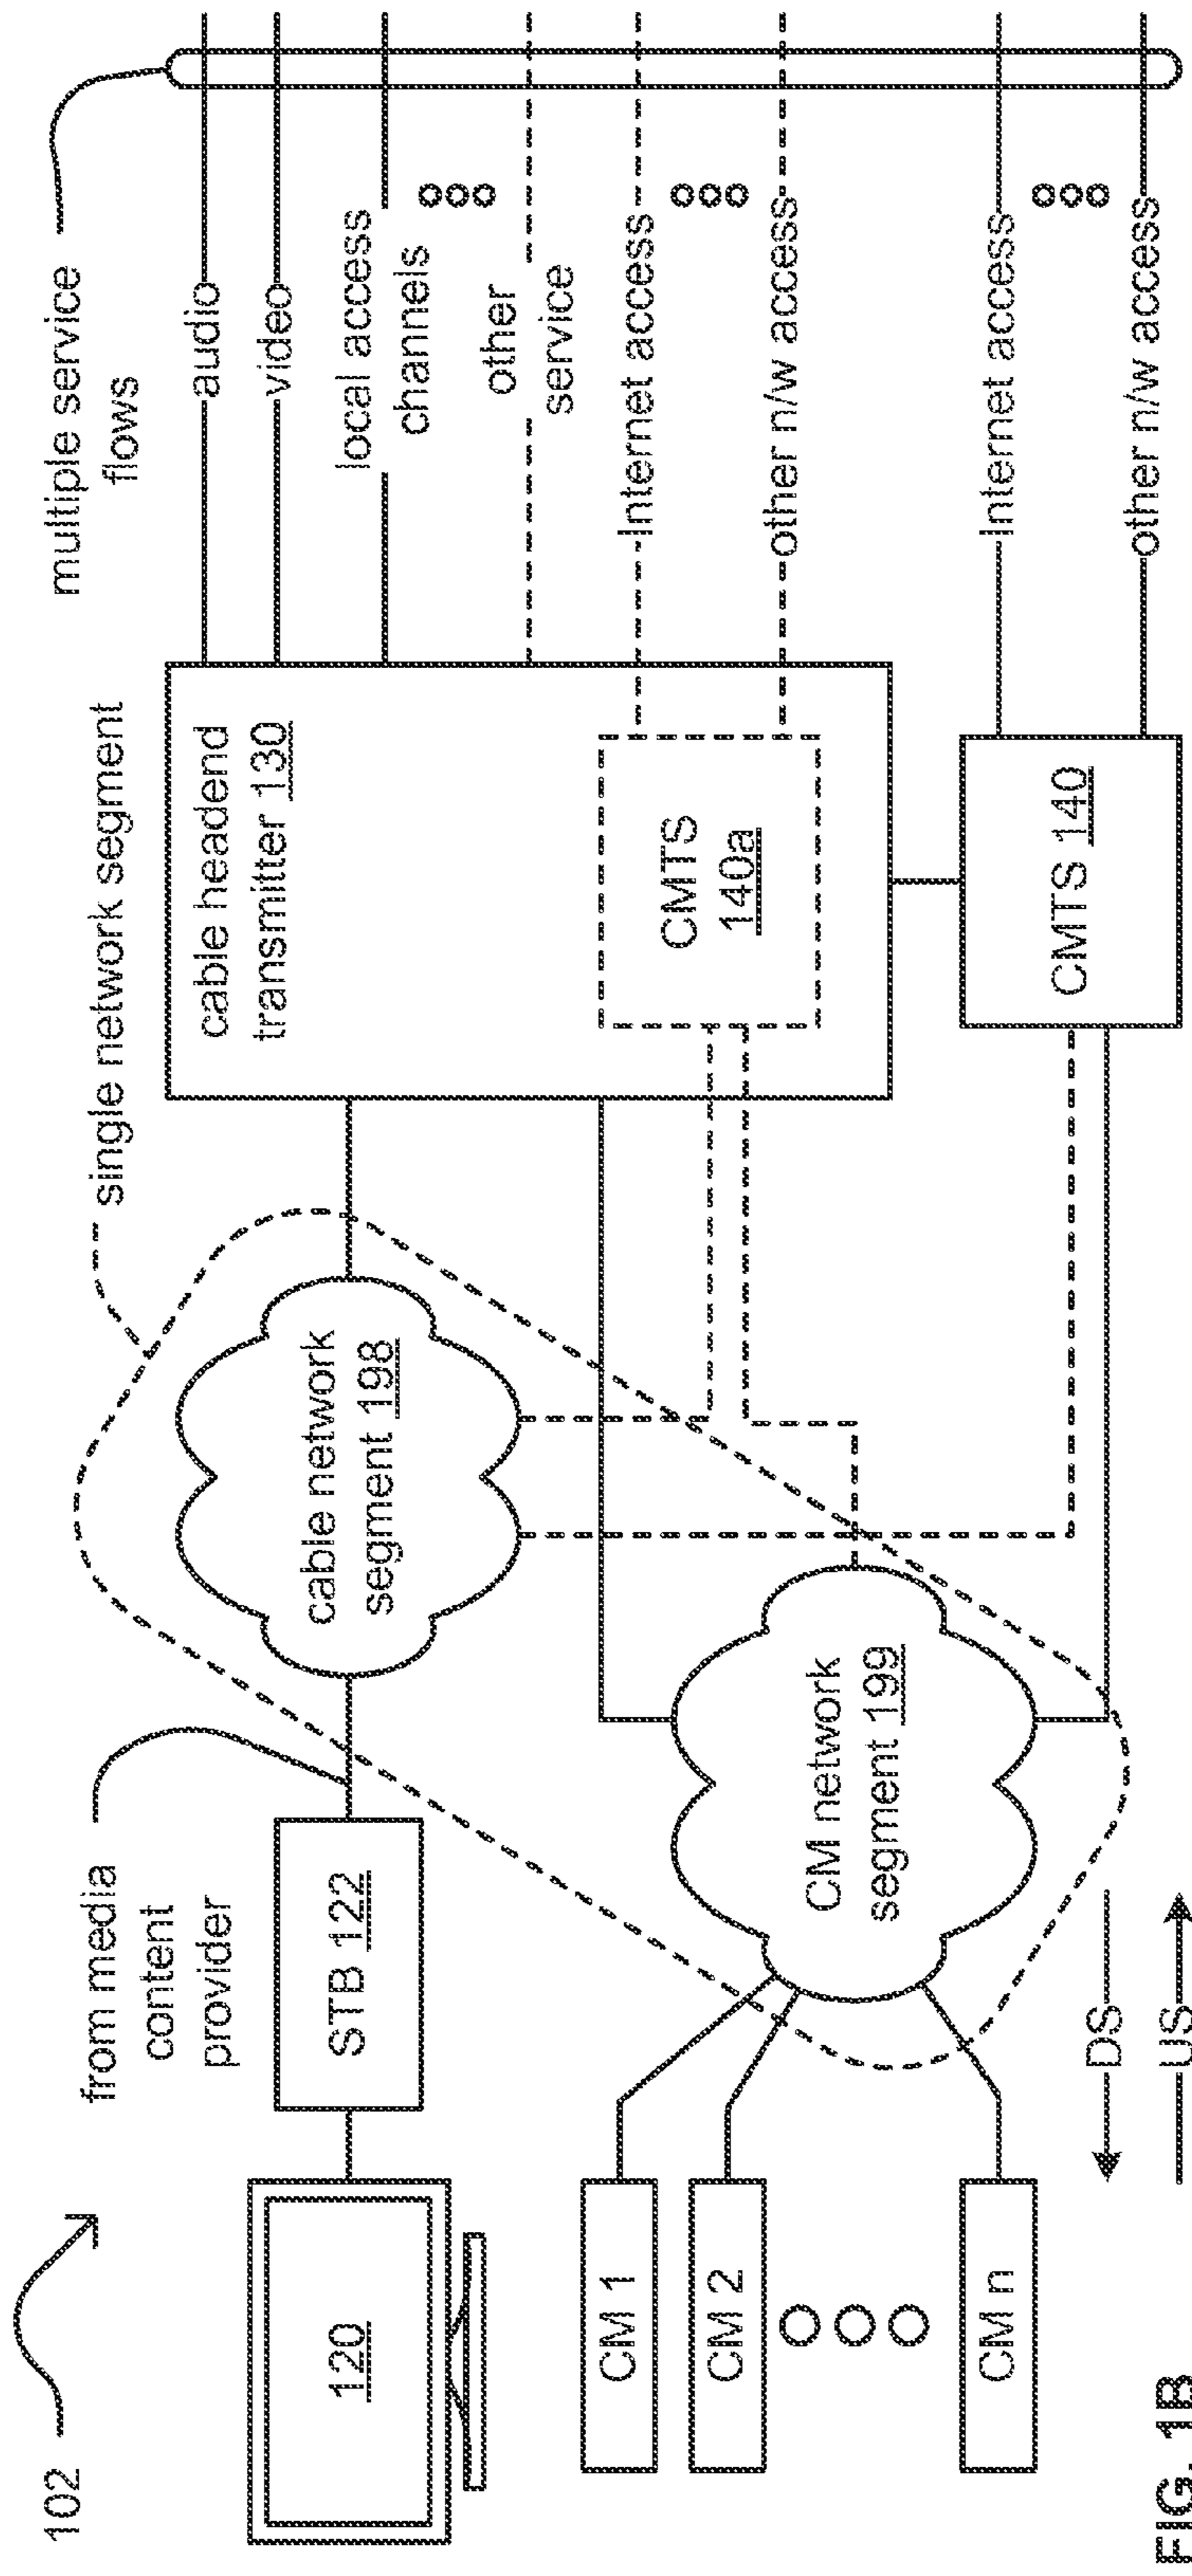 102
from media
content
provider
single network segment
multiple service
flows
120
STB 122
cable network
segment 198
cable headend
transmitter 130
audio
video
local access
channels
other
service
Internet access
other n/w access
CMTS
140a
CM 1
CM 2
CM n
CM network
segment 199
CMTS 140
Internet access
other n/w access
DS
US
FIG. 1B